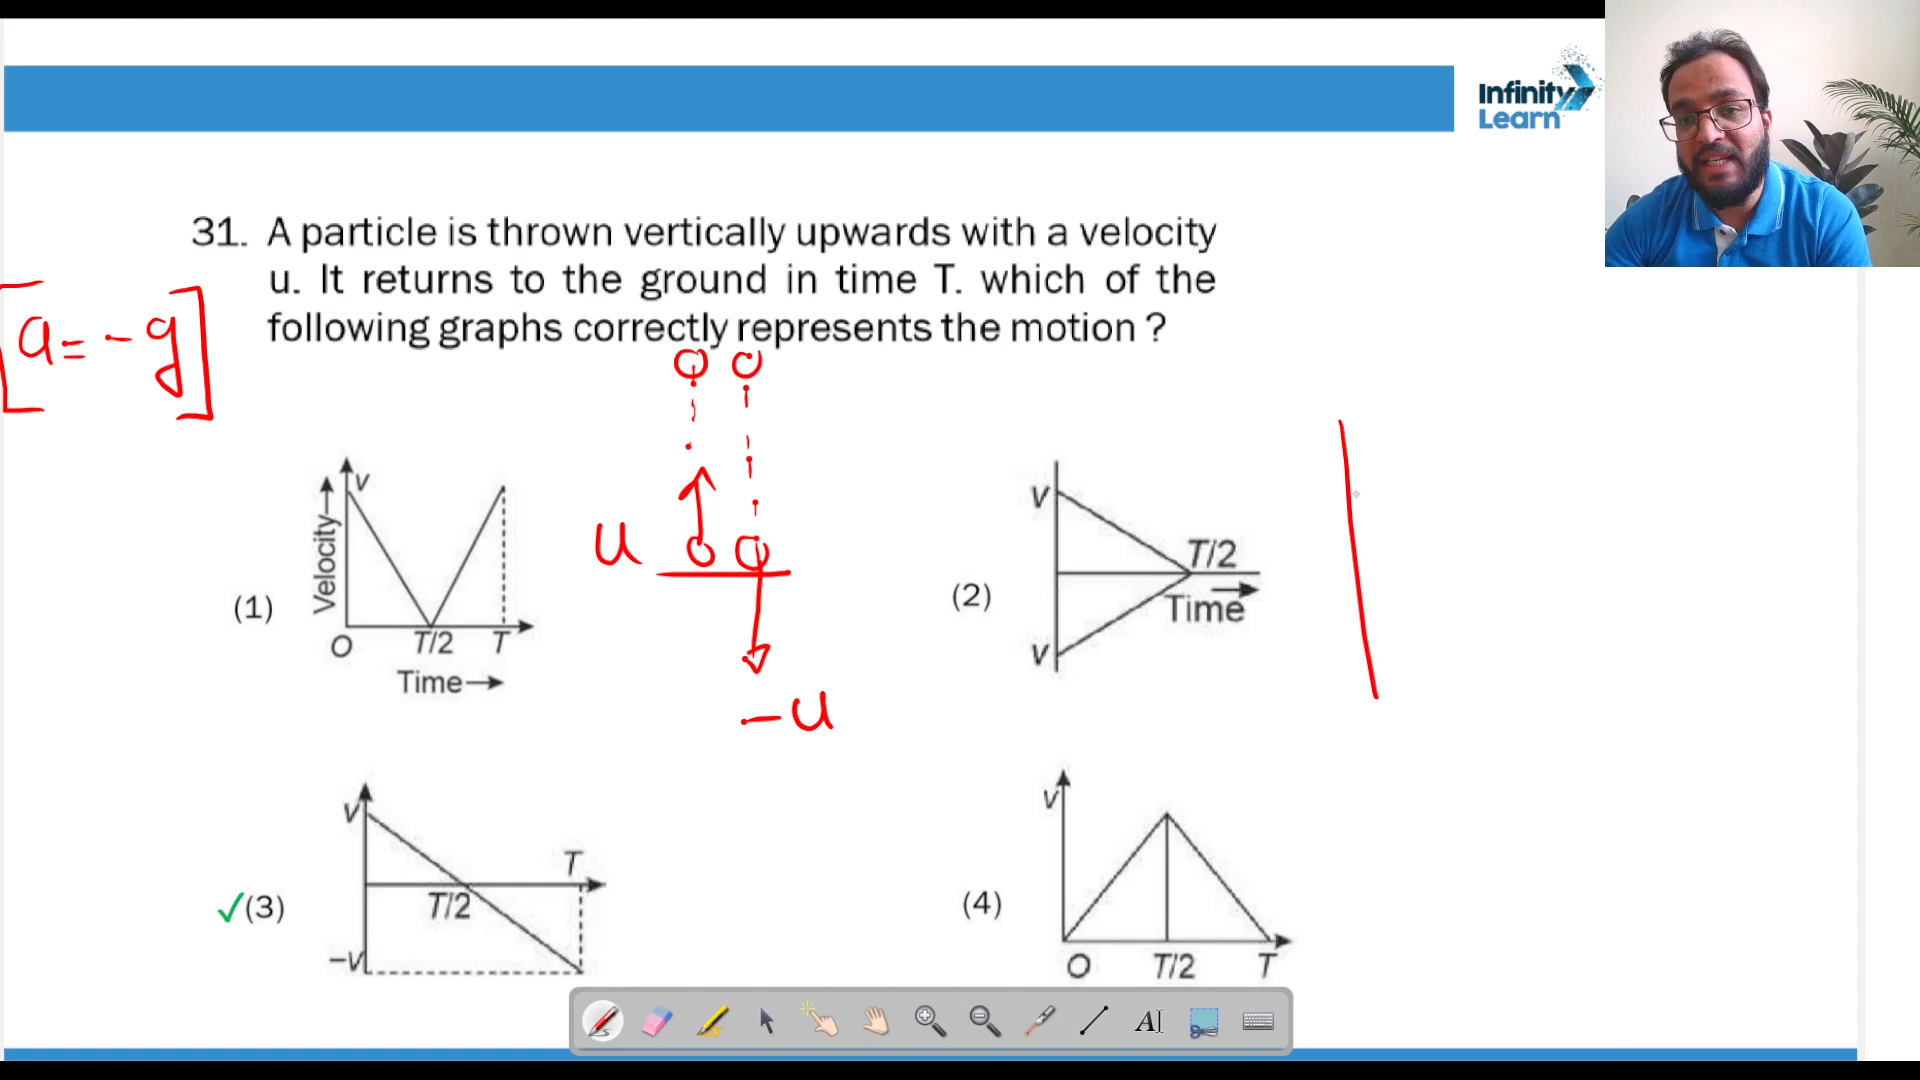 Infinity
Learn
31. A particle is thrown vertically upwards with a velocity
u. It returns to the ground in time T. which of the
following graphs correctly represents the motion ?
[a = -g]
(1)
Velocity→
V
O
T/2
T
Time→
u
-u
(2)
V
T/2
Time
V
✓(3)
V
T
T/2
-V
(4)
V
O
T/2
T
AI